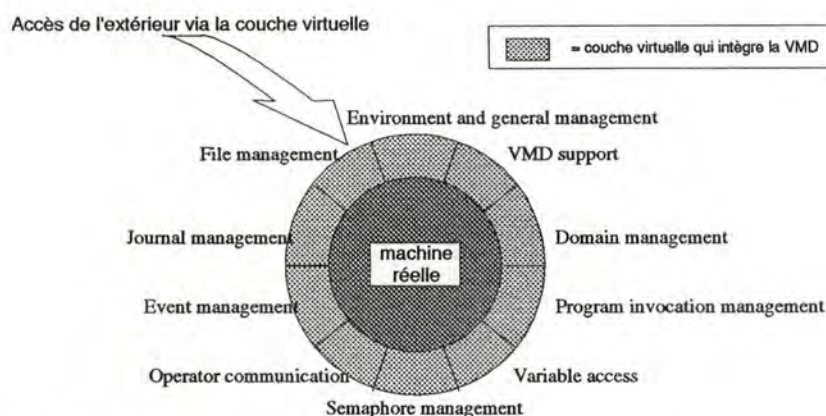 Accès de l'extérieur via la couche virtuelle
= couche virtuelle qui intègre la VMD
Environment and general management
File management
VMD support
Journal management
Domain management
machine
réelle
Event management
Program invocation management
Operator communication
Variable access
Semaphore management